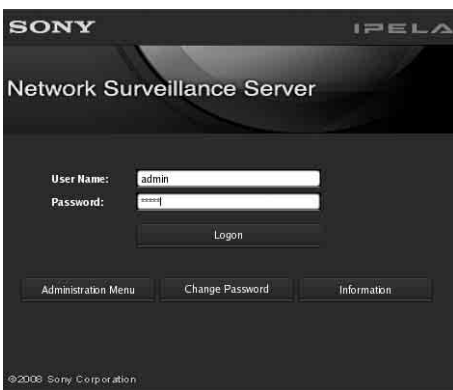 SONY
IPELA
Network Surveillance Server
User Name: admin
Password: *****
Logon
Administration Menu Change Password Information
©2008 Sony Corporation